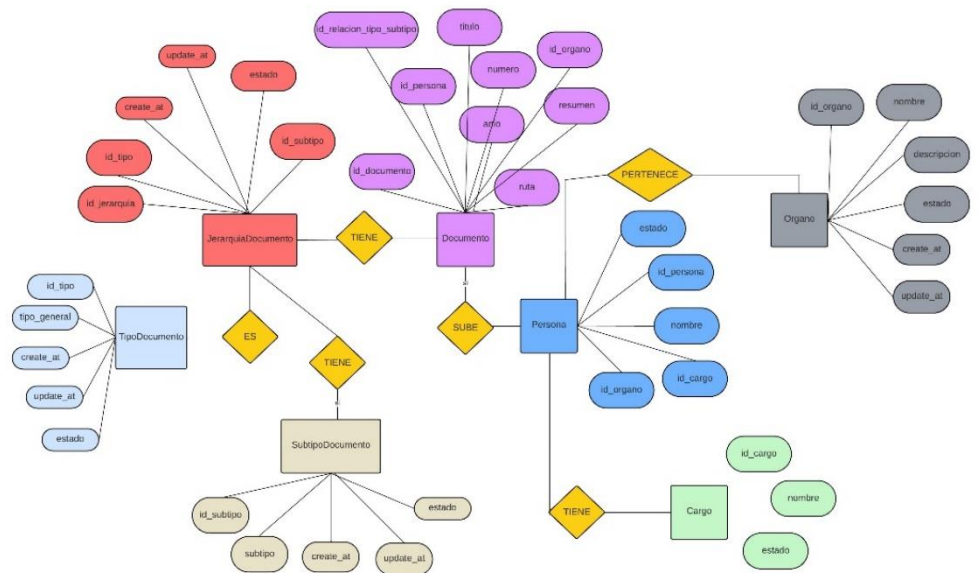 id_relacion_tipo_subtipo
titulo
id_organo
numero
id_persona
resumen
año
id_documento
ruta
Documento
update_at
estado
create_at
id_subtipo
id_tipo
id_jerarquia
JerarquiaDocumento
TIENE
ES
TIENE
SUBE
PERTENECE
id_organo
nombre
descripcion
estado
create_at
update_at
Organo
estado
id_persona
nombre
id_cargo
id_organo
Persona
id_tipo
tipo_general
create_at
update_at
estado
TipoDocumento
SubtipoDocumento
id_subtipo
subtipo
create_at
update_at
estado
TIENE
Cargo
id_cargo
nombre
estado